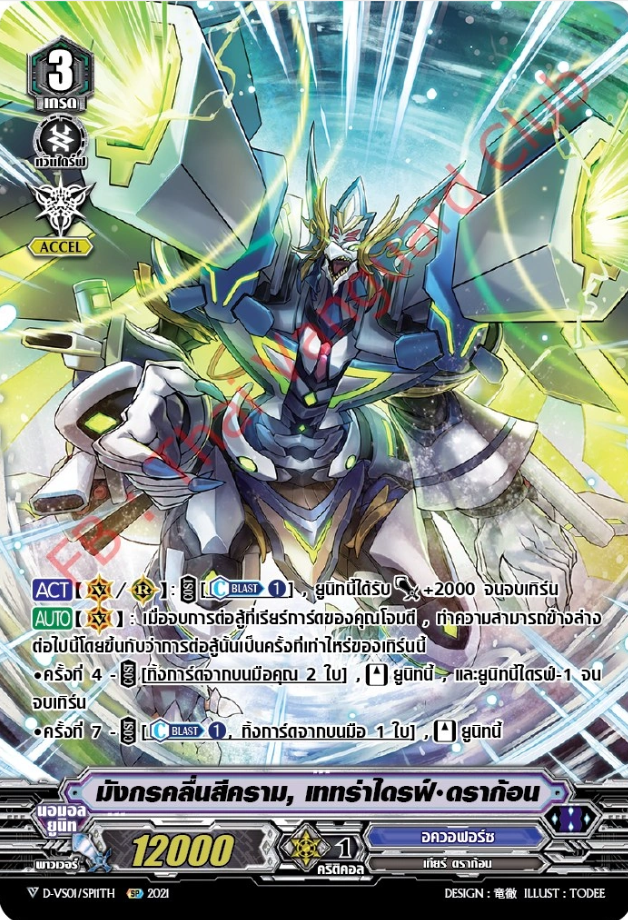 3
เกรด
ทวินไดรฟ์
ACCEL
FB : Thai Vanguard Club
ACT【V/R】: COST [C BLAST 1] , ยูนิทนี้ได้รับ +2000 จนจบเทิร์น
AUTO【V】: เมื่อจบการต่อสู้ที่เรียร์การ์ดของคุณโจมตี , ทำความสามารถข้างล่าง
ต่อไปนี้โดยขึ้นกับว่าการต่อสู้นั้นเป็นครั้งที่เท่าไหร่ของเทิร์นนี้
•ครั้งที่ 4 - COST [ทิ้งการ์ดจากบนมือคุณ 2 ใบ] , ยูนิทนี้ , และยูนิทนี้ไดรฟ์-1 จน
จบเทิร์น
•ครั้งที่ 7 - COST [C BLAST 1, ทิ้งการ์ดจากบนมือ 1 ใบ] , ยูนิทนี้
มังกรคลื่นสีคราม, เททร่าไดรฟ์·ดราก้อน
นอมอล
ยูนิท
พาวเวอร์
12000
1
คริติคอล
อควอฟอร์ซ
เทียร์ ดราก้อน
D-VS01/SP11TH SP 2021
DESIGN : 竜徹 ILLUST : TODEE